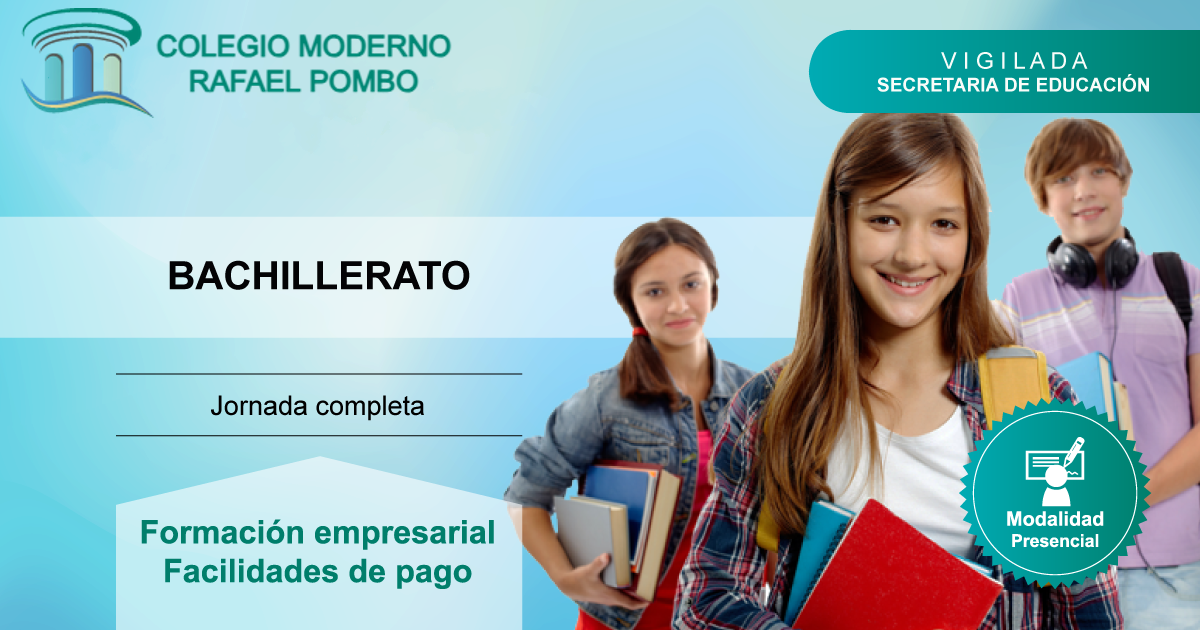 COLEGIO MODERNO
RAFAEL POMBO
VIGILADA
SECRETARIA DE EDUCACIÓN
BACHILLERATO
Jornada completa
Formación empresarial
Facilidades de pago
Modalidad
Presencial